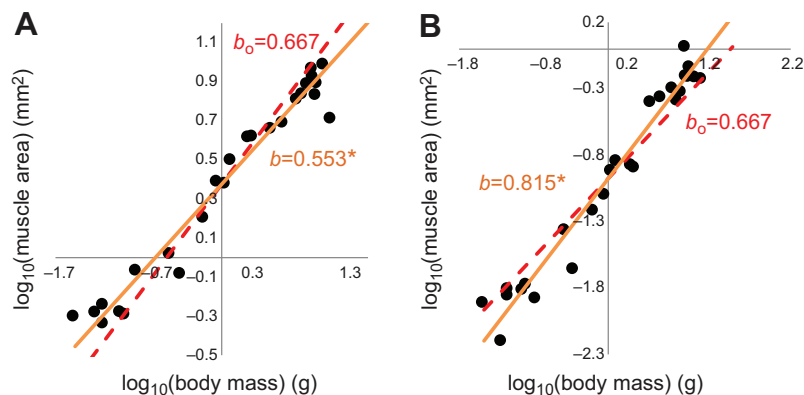 A
log10(muscle area) (mm2)
1.1
0.9
0.7
0.5
0.3
0.1
–0.1
–0.3
–0.5
–1.7
–0.7
0.3
1.3
bo=0.667
b=0.553*
log10(body mass) (g)
B
log10(muscle area) (mm2)
0.2
–0.3
–0.8
–1.3
–1.8
–2.3
–1.8
–0.8
0.2
1.2
2.2
bo=0.667
b=0.815*
log10(body mass) (g)